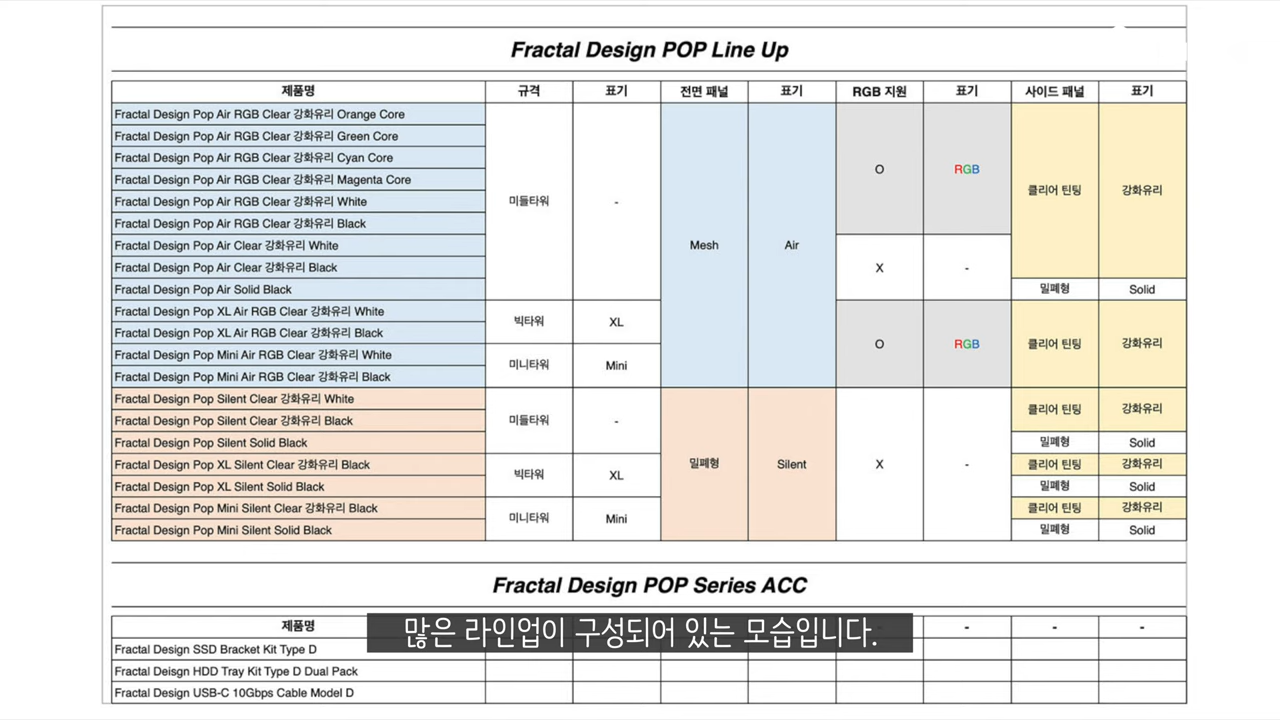 Fractal Design POP Line Up
제품명 규격 표기 전면 패널 표기 RGB 지원 표기 사이드 패널 표기
Fractal Design Pop Air RGB Clear 강화유리 Orange Core
Fractal Design Pop Air RGB Clear 강화유리 Green Core
Fractal Design Pop Air RGB Clear 강화유리 Cyan Core
O RGB
Fractal Design Pop Air RGB Clear 강화유리 Magenta Core
클리어 틴팅 강화유리
Fractal Design Pop Air RGB Clear 강화유리 White
미들타워 -
Fractal Design Pop Air RGB Clear 강화유리 Black
Fractal Design Pop Air Clear 강화유리 White
Mesh Air
Fractal Design Pop Air Clear 강화유리 Black
X -
Fractal Design Pop Air Solid Black
밀폐형 Solid
Fractal Design Pop XL Air RGB Clear 강화유리 White
빅타워 XL
Fractal Design Pop XL Air RGB Clear 강화유리 Black
O RGB 클리어 틴팅 강화유리
Fractal Design Pop Mini Air RGB Clear 강화유리 White
미니타워 Mini
Fractal Design Pop Mini Air RGB Clear 강화유리 Black
Fractal Design Pop Silent Clear 강화유리 White
클리어 틴팅 강화유리
Fractal Design Pop Silent Clear 강화유리 Black
미들타워 -
Fractal Design Pop Silent Solid Black
밀폐형 Solid
Fractal Design Pop XL Silent Clear 강화유리 Black
밀폐형 Silent X - 클리어 틴팅 강화유리
빅타워 XL
Fractal Design Pop XL Silent Solid Black
밀폐형 Solid
Fractal Design Pop Mini Silent Clear 강화유리 Black
클리어 틴팅 강화유리
미니타워 Mini
Fractal Design Pop Mini Silent Solid Black
밀폐형 Solid
Fractal Design POP Series ACC
제품명 - - - -
많은 라인업이 구성되어 있는 모습입니다.
Fractal Design SSD Bracket Kit Type D
Fractal Deisgn HDD Tray Kit Type D Dual Pack
Fractal Design USB-C 10Gbps Cable Model D